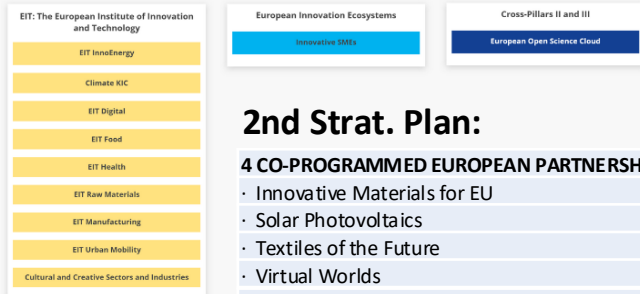 EIT: The European Institute of Innovation
and Technology
EIT InnoEnergy
Climate KIC
EIT Digital
EIT Food
EIT Health
EIT Raw Materials
EIT Manufacturing
EIT Urban Mobility
Cultural and Creative Sectors and Industries
European Innovation Ecosystems
Innovative SMEs
Cross-Pillars II and III
European Open Science Cloud
2nd Strat. Plan:
4 CO-PROGRAMMED EUROPEAN
· Innovative Materials for EU
· Solar Photovoltaics
· Textiles of the Future
· Virtual Worlds